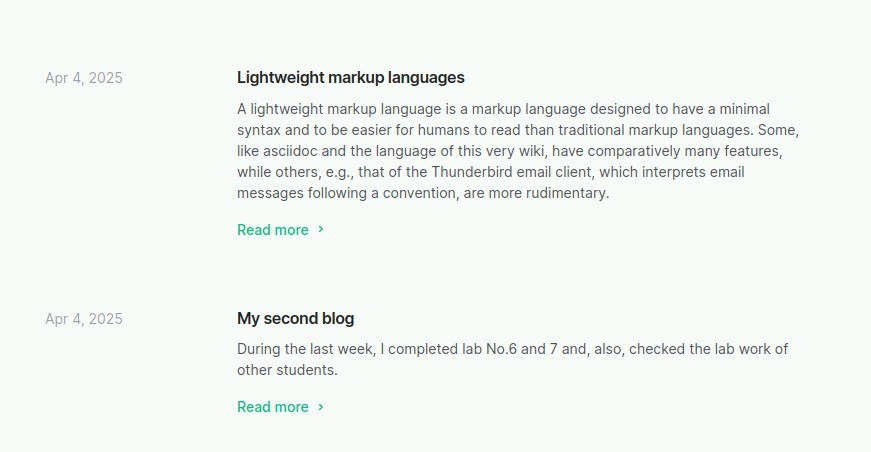 Apr 4, 2025
Lightweight markup languages
A lightweight markup language is a markup language designed to have a minimal
syntax and to be easier for humans to read than traditional markup languages. Some,
like asciidoc and the language of this very wiki, have comparatively many features,
while others, e.g., that of the Thunderbird email client, which interprets email
messages following a convention, are more rudimentary.
Read more
Apr 4, 2025
My second blog
During the last week, I completed lab No.6 and 7 and, also, checked the lab work of
other students.
Read more